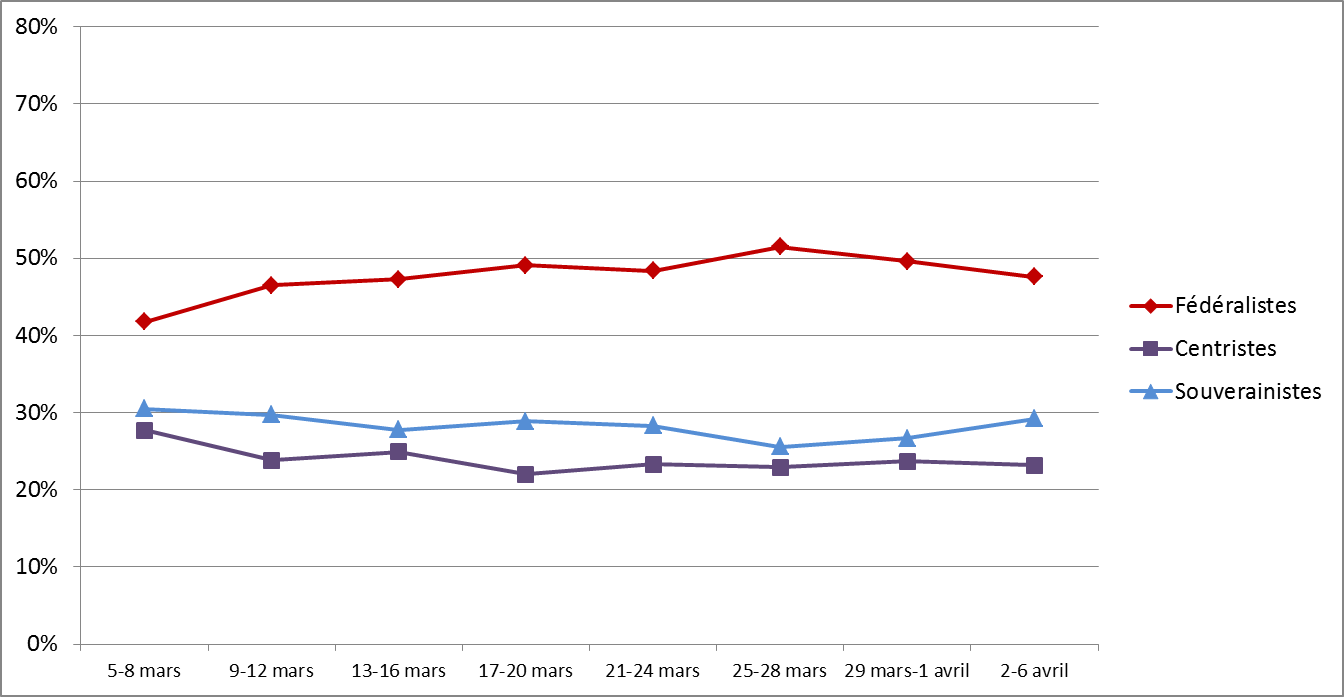 80%
70%
60%
50%
40%
30%
20%
10%
0%
5-8 mars
9-12 mars
13-16 mars
17-20 mars
21-24 mars
25-28 mars
29 mars-1 avril
2-6 avril
Fédéralistes
Centristes
Souverainistes